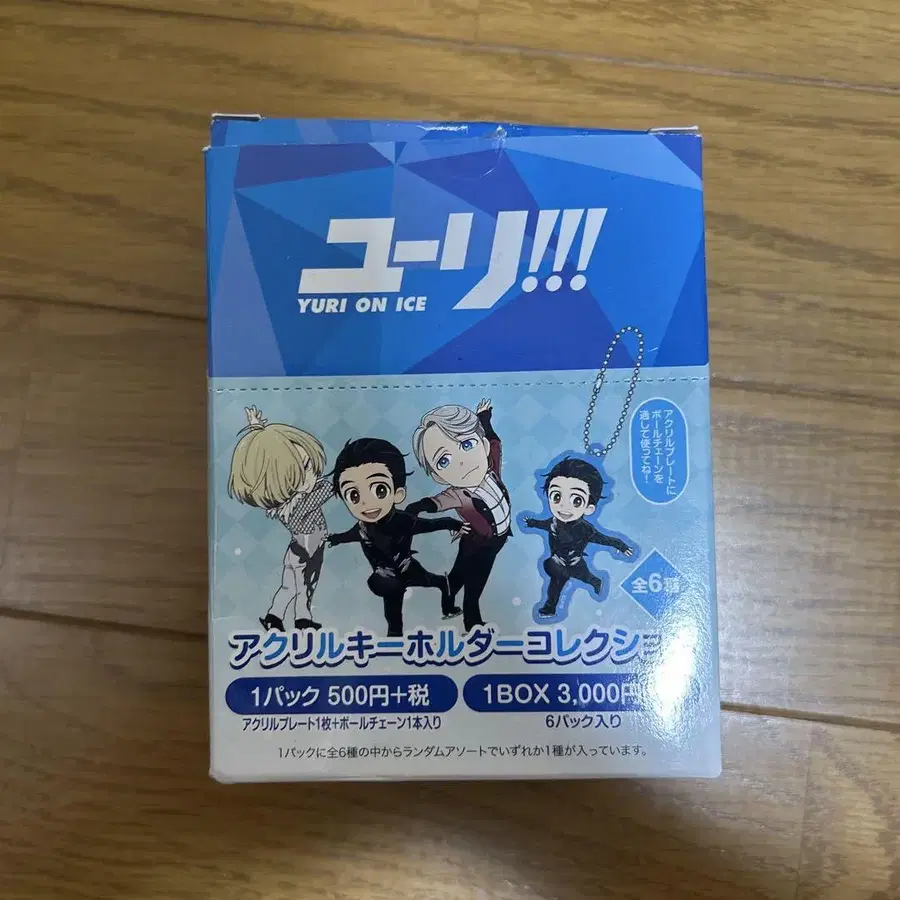 ユーリ!!!
YURI ON ICE
アクリルプレートに
ボールチェーンを
通して使ってね！
全6種
アクリルキーホルダーコレクショ
1パック 500円+税
1BOX 3,000円
アクリルプレート1枚+ボールチェーン1本入り
6パック入り
1パックに全6種の中からランダムアソートでいずれか1種が入っています。